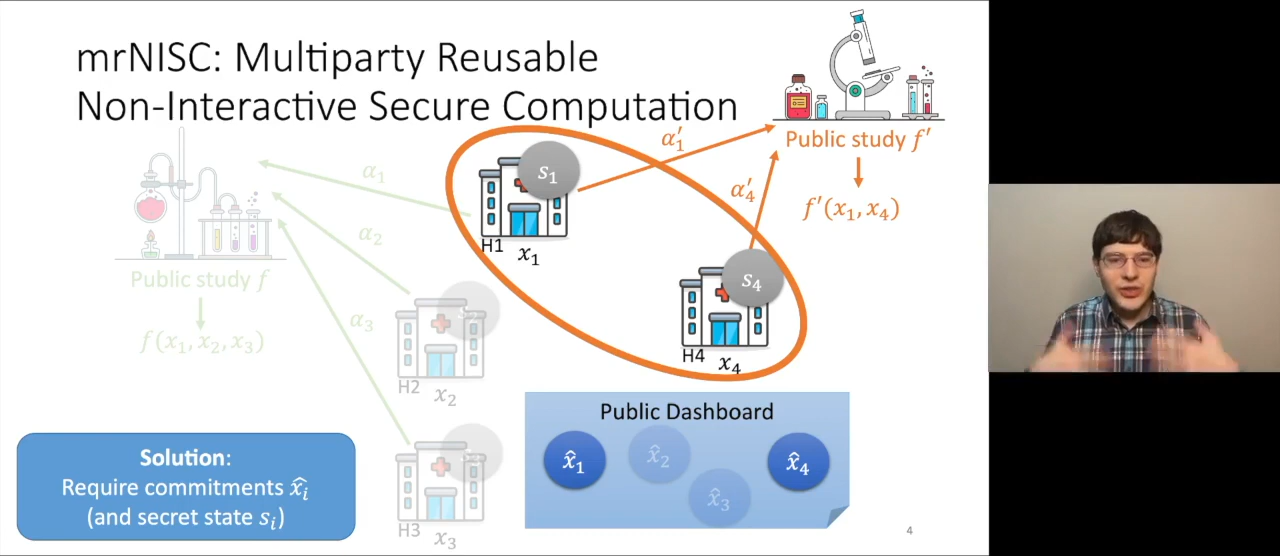 mrNISC: Multiparty Reusable
Non-Interactive Secure Computation
α₁
α₂
α₃
Public study f
f(x₁, x₂, x₃)
s₁
H1
x₁
s₂
H2
x₂
H3
x₃
s₄
H4
x₄
α′₁
α′₄
Public study f′
f′(x₁, x₄)
Public Dashboard
x̂₁
x̂₂
x̂₃
x̂₄
Solution:
Require commitments x̂ᵢ
(and secret state sᵢ)
4